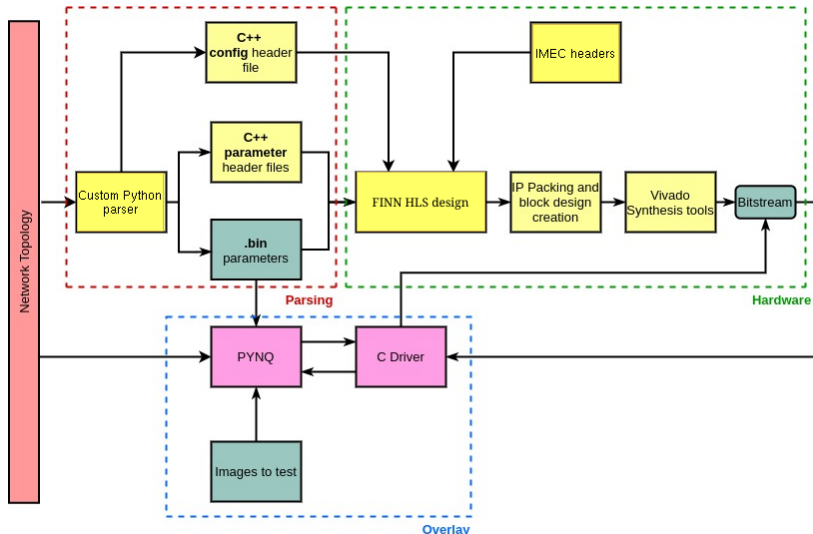 Network Topology
C++
config header
file
IMEC headers
C++
parameter
header files
Custom Python
parser
FINN HLS design
IP Packing and
block design
creation
Vivado
Synthesis tools
Bitstream
.bin
parameters
Parsing
Hardware
PYNQ
C Driver
Images to test
Overlay